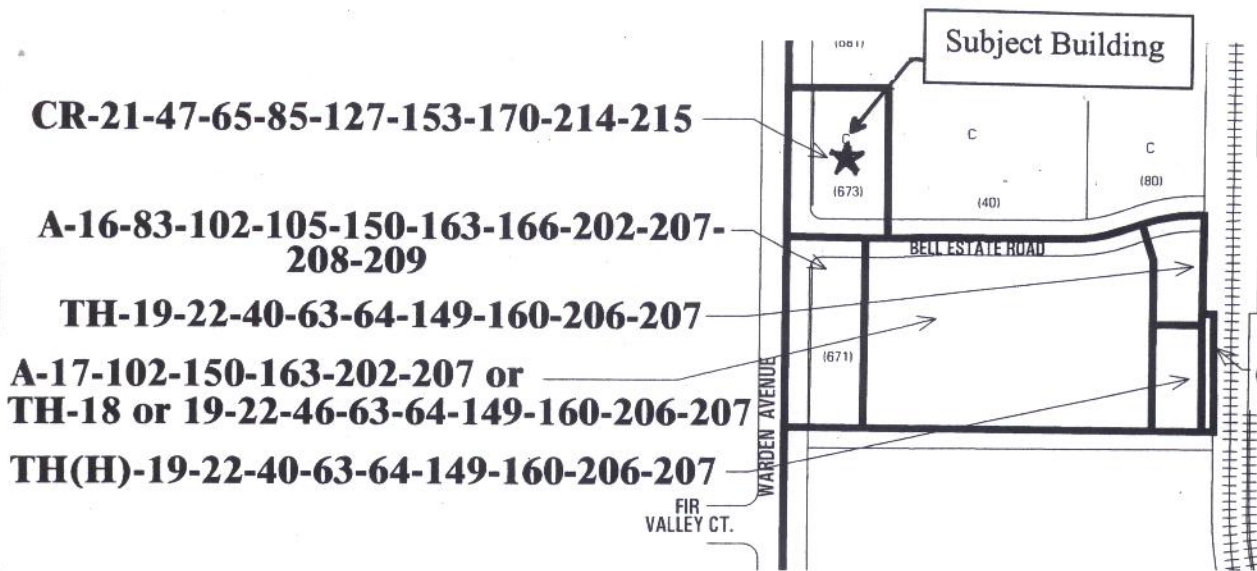 Subject Building
(681)
CR-21-47-65-85-127-153-170-214-215
C
C
C
(673)
(40)
(80)
A-16-83-102-105-150-163-166-202-207-
208-209
BELL ESTATE ROAD
TH-19-22-40-63-64-149-160-206-207
(671)
A-17-102-150-163-202-207 or
TH-18 or 19-22-46-63-64-149-160-206-207
WARDEN AVENUE
TH(H)-19-22-40-63-64-149-160-206-207
FIR
VALLEY CT.